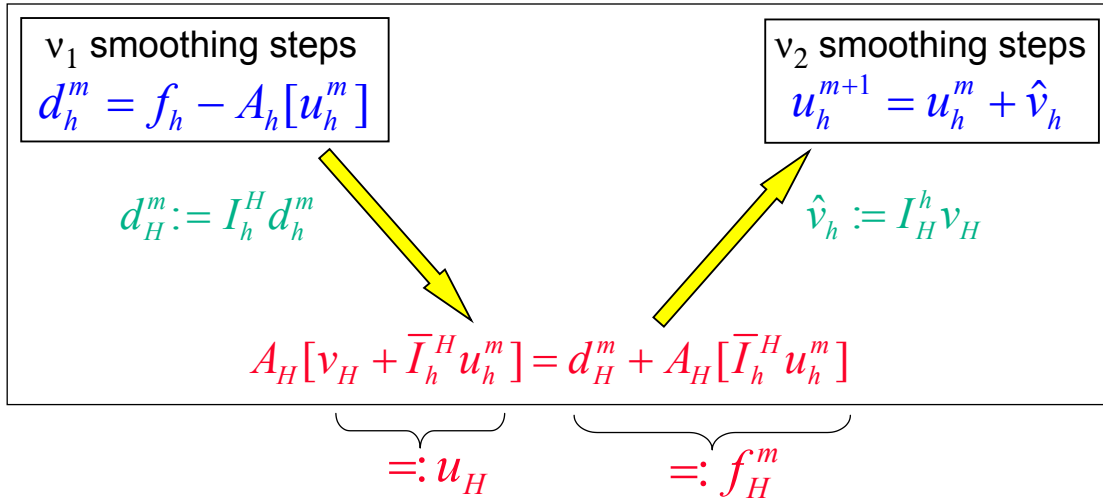 ν₁ smoothing steps
d_h^m = f_h − A_h[u_h^m]
ν₂ smoothing steps
u_h^{m+1} = u_h^m + v̂_h
d_H^m := I_h^H d_h^m
v̂_h := I_H^h v_H
A_H[v_H + Ī_h^H u_h^m] = d_H^m + A_H[Ī_h^H u_h^m]
=: u_H
=: f_H^m